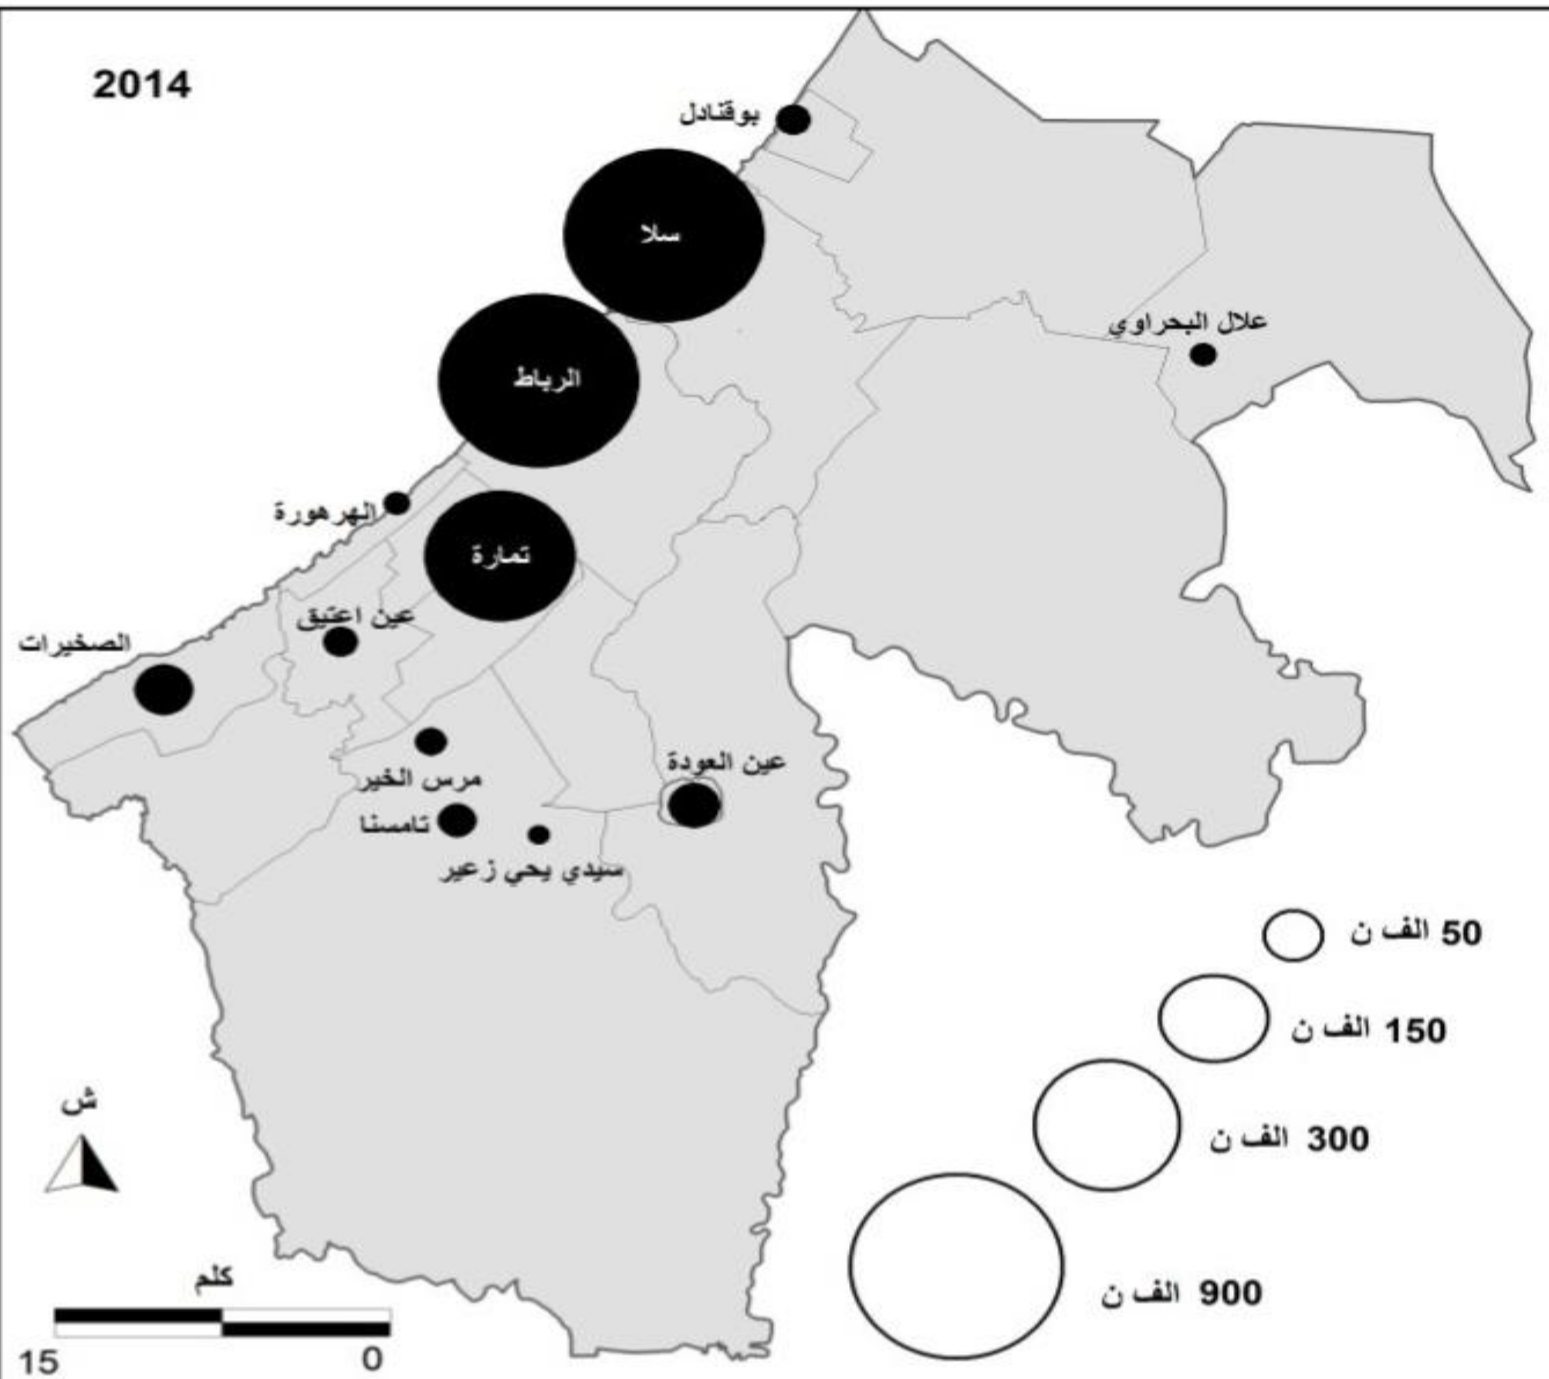 2014
بوقنادل
سلا
علال البحراوي
الرباط
الهرهورة
تمارة
عين اعتيق
الصخيرات
عين العودة
مرس الخير
تامسنا
سيدي يحي زعير
50 الف ن
150 الف ن
300 الف ن
900 الف ن
ش
كلم
15 0